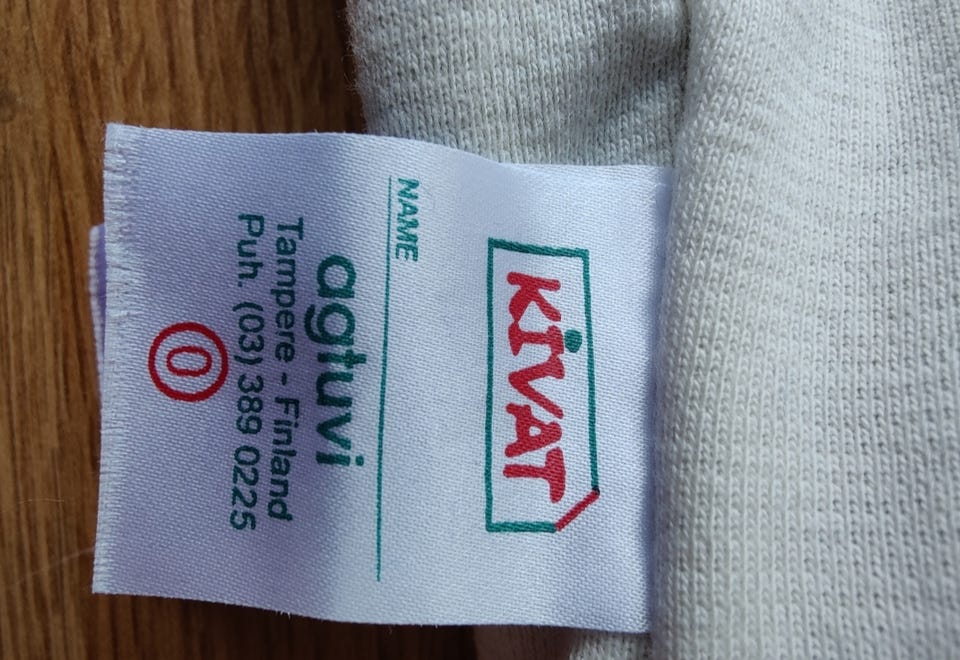 KiVAT
NAME
agtuvi
Tampere - Finland
Puh. (03) 389 0225
0